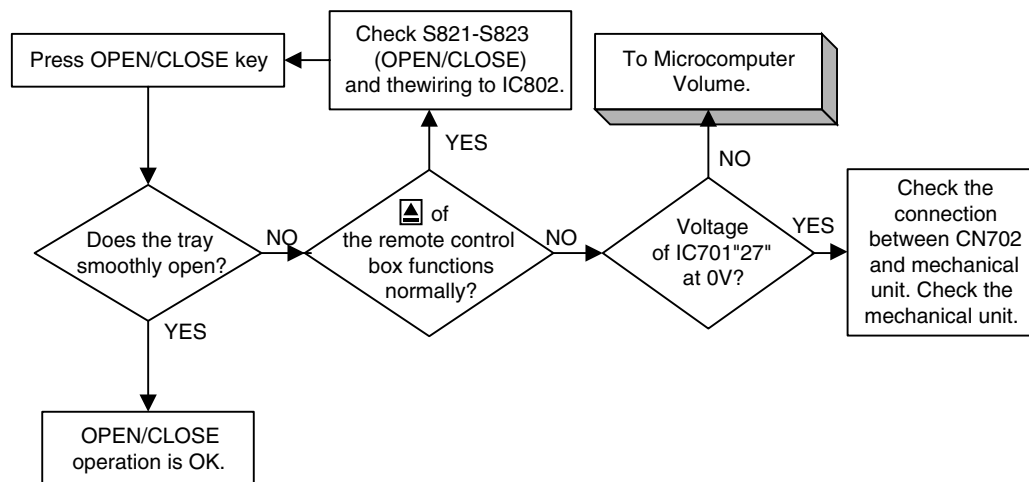 Press OPEN/CLOSE key
Check S821-S823
(OPEN/CLOSE)
and thewiring to IC802.
To Microcomputer
Volume.
YES
NO
Does the tray
smoothly open?
NO
of
the remote control
box functions
normally?
NO
Voltage
of IC701"27"
at 0V?
YES
Check the
connection
between CN702
and mechanical
unit. Check the
mechanical unit.
YES
OPEN/CLOSE
operation is OK.